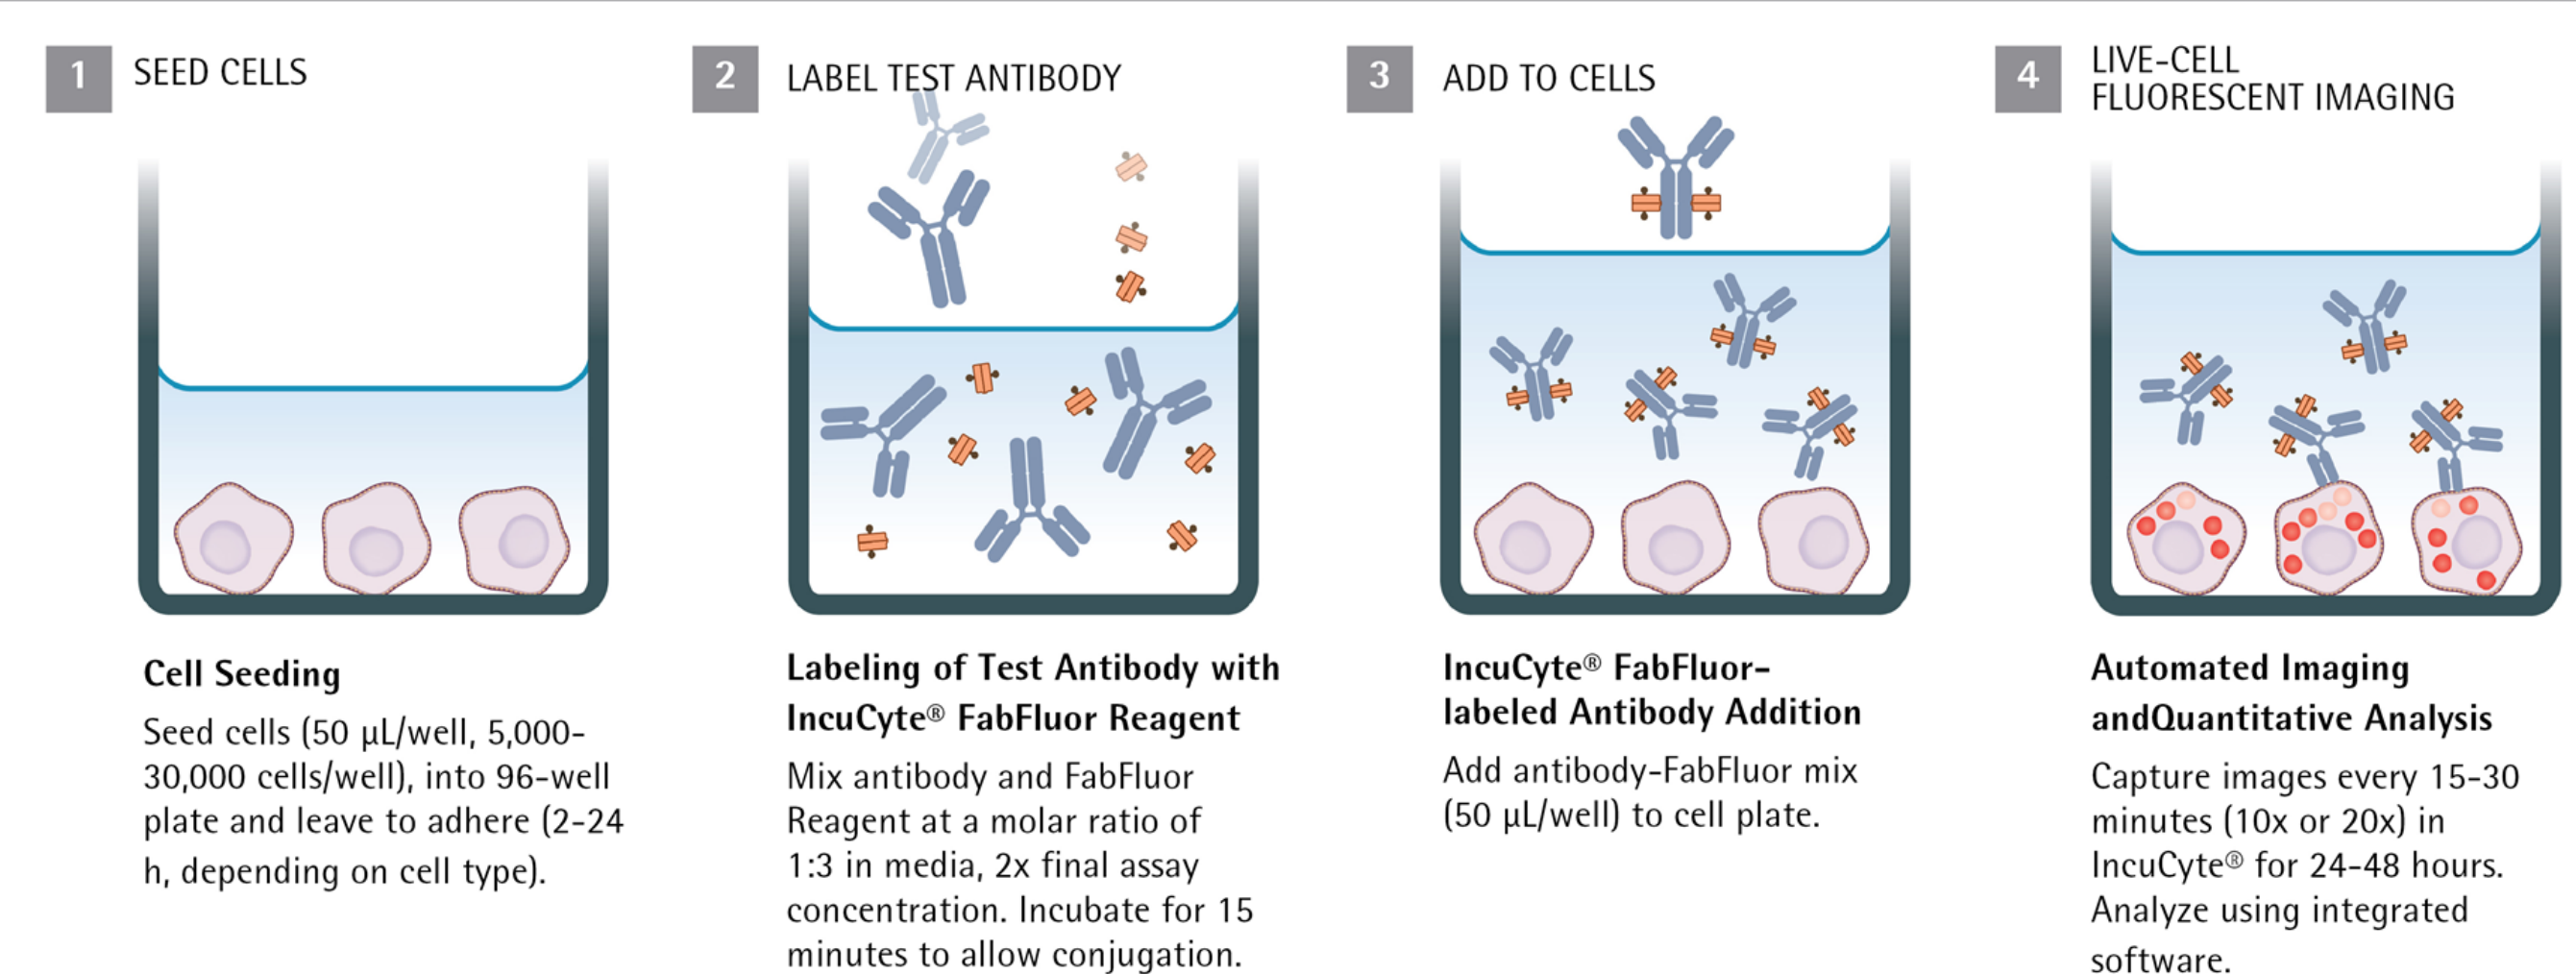 1
SEED CELLS
Cell Seeding
Seed cells (50 µL/well, 5,000-
30,000 cells/well), into 96-well
plate and leave to adhere (2-24
h, depending on cell type).
2
LABEL TEST ANTIBODY
Labeling of Test Antibody with
IncuCyte® FabFluor Reagent
Mix antibody and FabFluor
Reagent at a molar ratio of
1:3 in media, 2x final assay
concentration. Incubate for 15
minutes to allow conjugation.
3
ADD TO CELLS
IncuCyte® FabFluor-
labeled Antibody Addition
Add antibody-FabFluor mix
(50 µL/well) to cell plate.
4
LIVE-CELL
FLUORESCENT IMAGING
Automated Imaging
andQuantitative Analysis
Capture images every 15-30
minutes (10x or 20x) in
IncuCyte® for 24-48 hours.
Analyze using integrated
software.